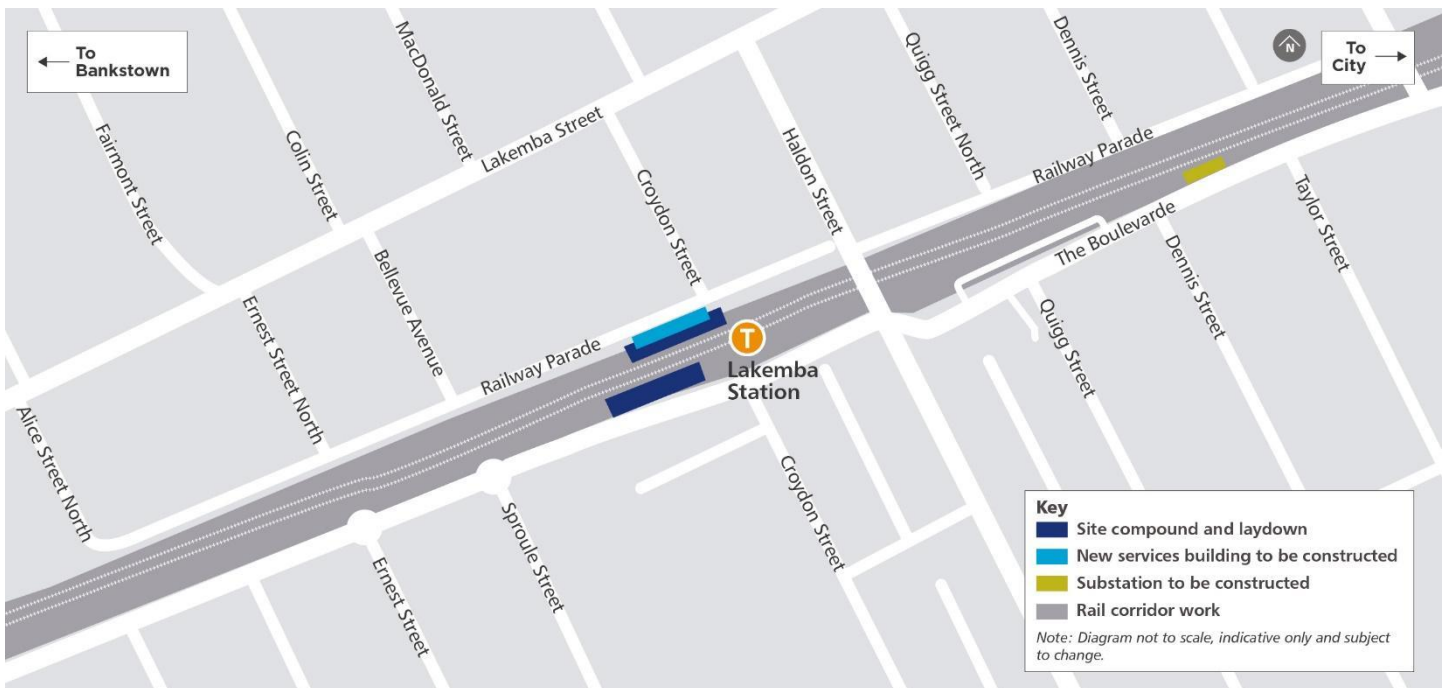 To
Bankstown
N
To
City
Fairmont Street
Colin Street
MacDonald Street
Lakemba Street
Croydon Street
Haldon Street
Quigg Street North
Dennis Street
Railway Parade
Taylor Street
The Boulevarde
Dennis Street
Quigg Street
Bellevue Avenue
Ernest Street North
Railway Parade
T
Lakemba
Station
Alice Street North
Croydon Street
Sproule Street
Ernest Street
Key
Site compound and laydown
New services building to be constructed
Substation to be constructed
Rail corridor work
Note: Diagram not to scale, indicative only and subject
to change.